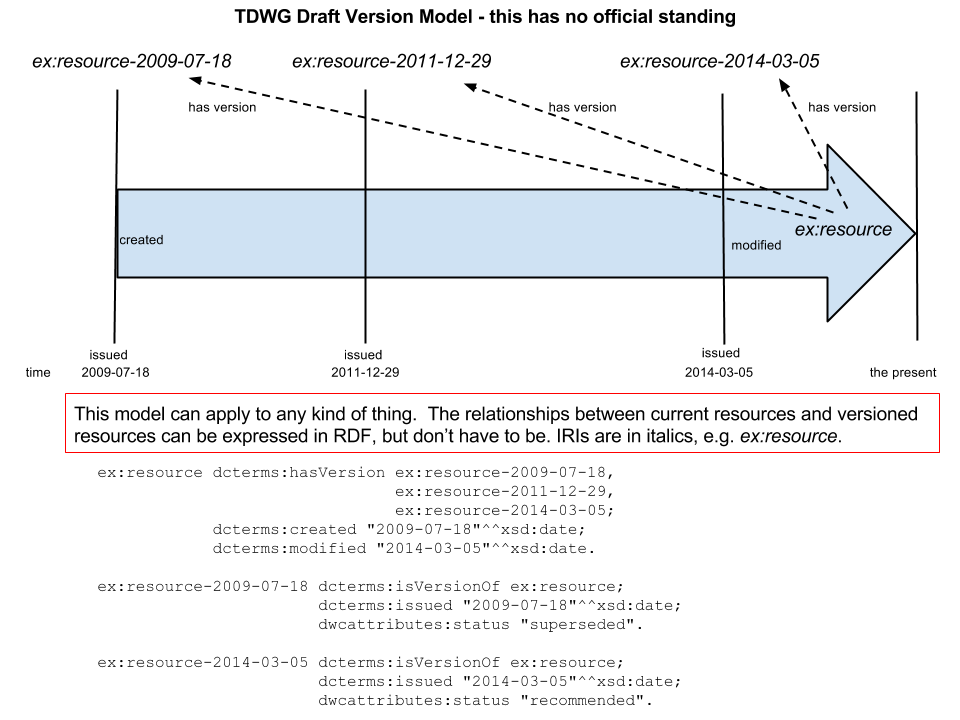 TDWG Draft Version Model - this has no official standing
ex:resource-2009-07-18 ex:resource-2011-12-29 ex:resource-2014-03-05
has version has version has version
ex:resource
created modified
issued issued issued
time 2009-07-18 2011-12-29 2014-03-05 the present
This model can apply to any kind of thing.  The relationships between current resources and versioned
resources can be expressed in RDF, but don't have to be. IRIs are in italics, e.g. ex:resource.
ex:resource dcterms:hasVersion ex:resource-2009-07-18,
ex:resource-2011-12-29,
ex:resource-2014-03-05;
dcterms:created "2009-07-18"^^xsd:date;
dcterms:modified "2014-03-05"^^xsd:date.
ex:resource-2009-07-18 dcterms:isVersionOf ex:resource;
dcterms:issued "2009-07-18"^^xsd:date;
dwcattributes:status "superseded".
ex:resource-2014-03-05 dcterms:isVersionOf ex:resource;
dcterms:issued "2014-03-05"^^xsd:date;
dwcattributes:status "recommended".